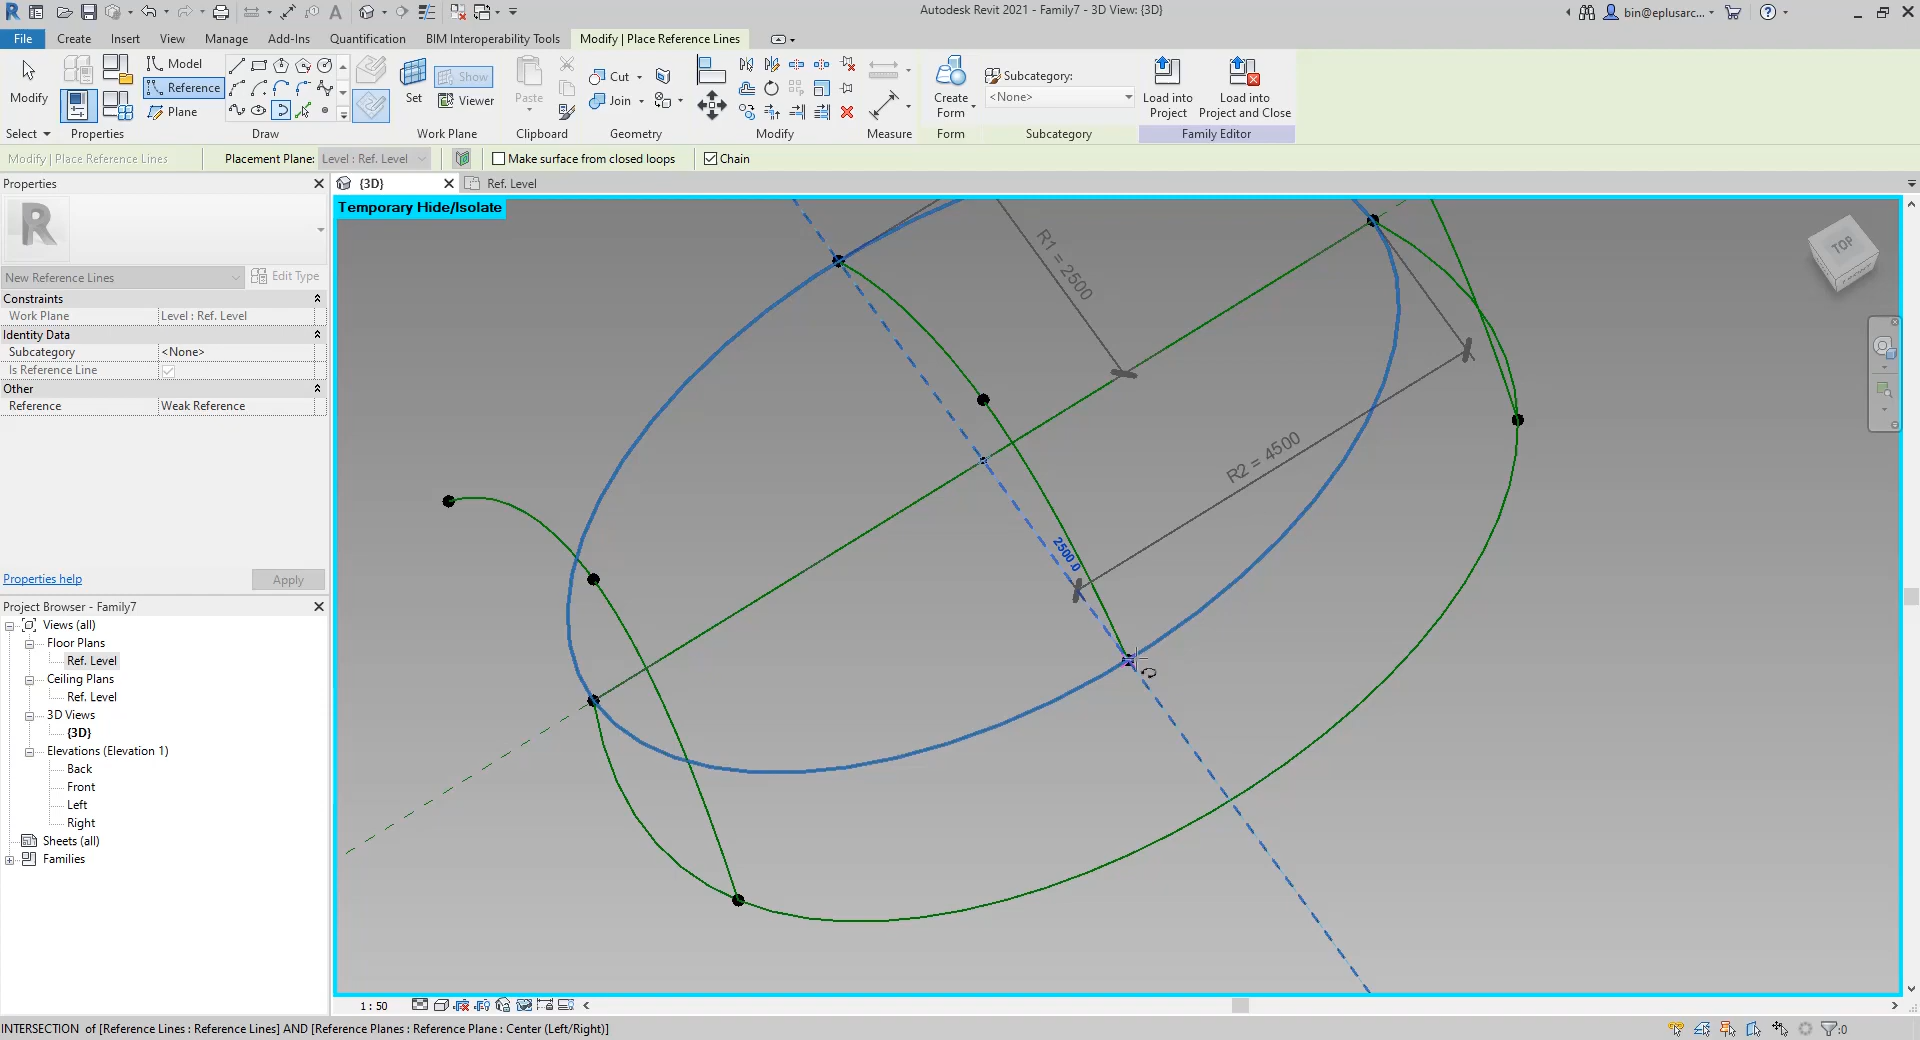 Autodesk Revit 2021 - Family7 - 3D View: {3D}
bin@eplusarc...
File
Create
Insert
View
Manage
Add-Ins
Quantification
BIM Interoperability Tools
Modify | Place Reference Lines
Modify
Model
Reference
Plane
Set
Show
Viewer
Paste
Cut
Join
Create
Form
Subcategory:
<None>
Load into
Project
Load into
Project and Close
Select
Properties
Draw
Work Plane
Clipboard
Geometry
Modify
Measure
Form
Subcategory
Family Editor
Modify | Place Reference Lines
Placement Plane:
Level : Ref. Level
Make surface from closed loops
Chain
Properties
{3D}
Ref. Level
Temporary Hide/Isolate
R
New Reference Lines
Edit Type
Constraints
Work Plane
Level : Ref. Level
Identity Data
Subcategory
<None>
Is Reference Line
Other
Reference
Weak Reference
Properties help
Apply
Project Browser - Family7
Views (all)
Floor Plans
Ref. Level
Ceiling Plans
Ref. Level
3D Views
{3D}
Elevations (Elevation 1)
Back
Front
Left
Right
Sheets (all)
Families
R1 = 2500
R2 = 4500
2500.0
TOP
1 : 50
INTERSECTION of [Reference Lines : Reference Lines] AND [Reference Planes : Reference Plane : Center (Left/Right)]
:0